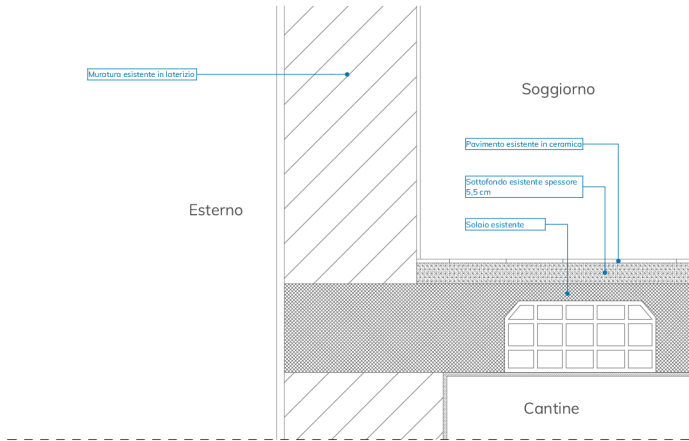 Muratura esistente in laterizio
Soggiorno
Pavimento esistente in ceramica
Sottofondo esistente spessore
5,5 cm
Esterno
Solaio esistente
Cantine